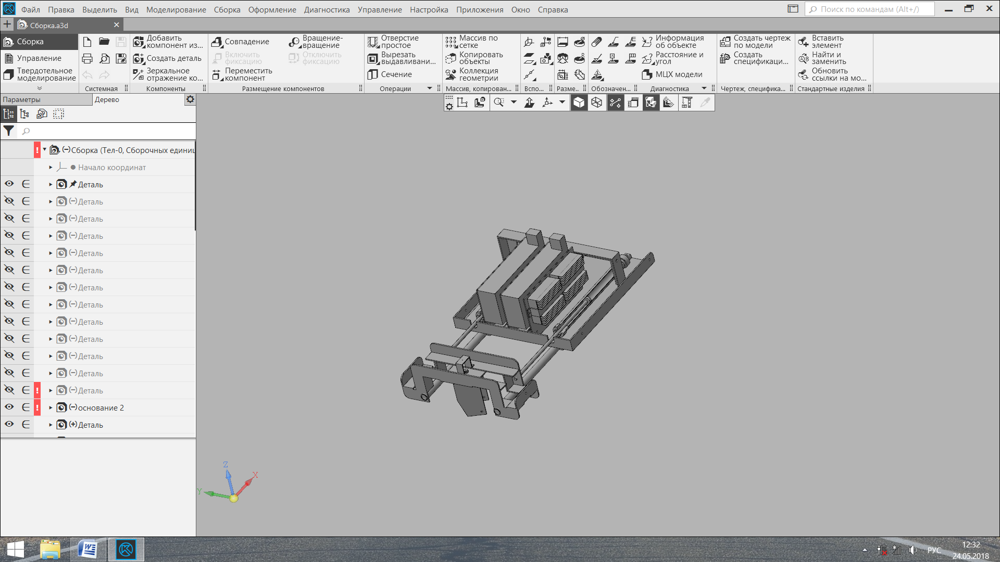 Файл Правка Выделить Вид Моделирование Сборка Оформление Диагностика Управление Настройка Приложения Окно Справка
Поиск по командам (Alt+/)
Сборка.a3d
Сборка
Управление
Твердотельное
моделирование
Системная
Добавить
компонент из...
Создать деталь
Зеркальное
отражение ко...
Компоненты
Совпадение
Включить
фиксацию
Переместить
компонент
Вращение-
вращение
Отключить
фиксацию
Размещение компонентов
Отверстие
простое
Вырезать
выдавливани...
Сечение
Операции
Массив по
сетке
Копировать
объекты
Коллекция
геометрии
Массив, копирован...
Вспо...
Разме...
Обозначен...
Информация
об объекте
Расстояние и
угол
МЦХ модели
Диагностика
Создать чертеж
по модели
Создать
спецификаци...
Чертеж, специфика...
Вставить
элемент
Найти и
заменить
Обновить
ссылки на мо...
Стандартные изделия
Параметры
Дерево
(-)Сборка (Тел-0, Сборочных едини
Начало координат
Деталь
(-)Деталь
(-)Деталь
(-)Деталь
(-)Деталь
(-)Деталь
(-)Деталь
(-)Деталь
(-)Деталь
(-)Деталь
(-)Деталь
(-)Деталь
(-)Деталь
(-)основание 2
(+)Деталь
Z
X
Y
РУС
12:32
24.05.2018